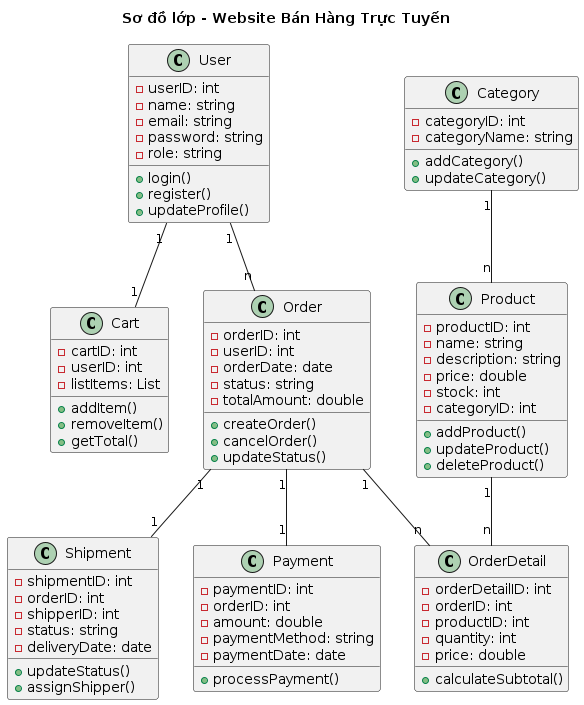 Sơ đồ lớp - Website Bán Hàng Trực Tuyến
C User
userID: int
name: string
email: string
password: string
role: string
login()
register()
updateProfile()
C Category
categoryID: int
categoryName: string
addCategory()
updateCategory()
1
1
1
n
1
n
C Cart
cartID: int
userID: int
listItems: List
addItem()
removeItem()
getTotal()
C Order
orderID: int
userID: int
orderDate: date
status: string
totalAmount: double
createOrder()
cancelOrder()
updateStatus()
C Product
productID: int
name: string
description: string
price: double
stock: int
categoryID: int
addProduct()
updateProduct()
deleteProduct()
1
1
1
1
1
1
n
n
C Shipment
shipmentID: int
orderID: int
shipperID: int
status: string
deliveryDate: date
updateStatus()
assignShipper()
C Payment
paymentID: int
orderID: int
amount: double
paymentMethod: string
paymentDate: date
processPayment()
C OrderDetail
orderDetailID: int
orderID: int
productID: int
quantity: int
price: double
calculateSubtotal()